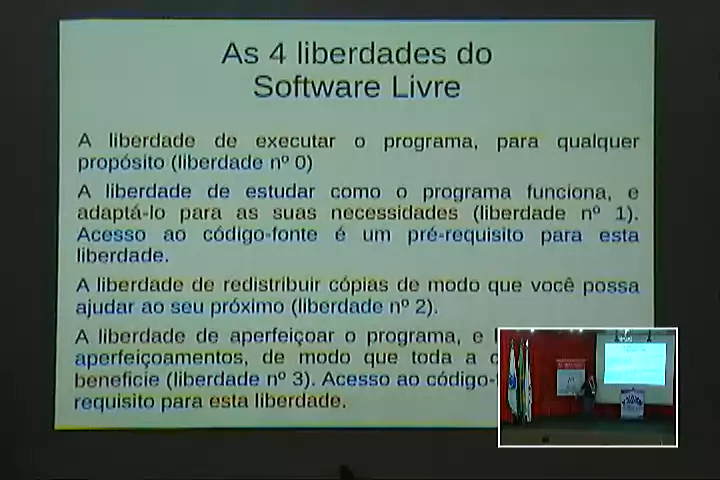 As 4 liberdades do
Software Livre
A liberdade de executar o programa, para qualquer
propósito (liberdade nº 0)
A liberdade de estudar como o programa funciona, e
adaptá-lo para as suas necessidades (liberdade nº 1).
Acesso ao código-fonte é um pré-requisito para esta
liberdade.
A liberdade de redistribuir cópias de modo que você possa
ajudar ao seu próximo (liberdade nº 2).
A liberdade de aperfeiçoar o programa, e
aperfeiçoamentos, de modo que toda a
beneficie (liberdade nº 3). Acesso ao código-
requisito para esta liberdade.